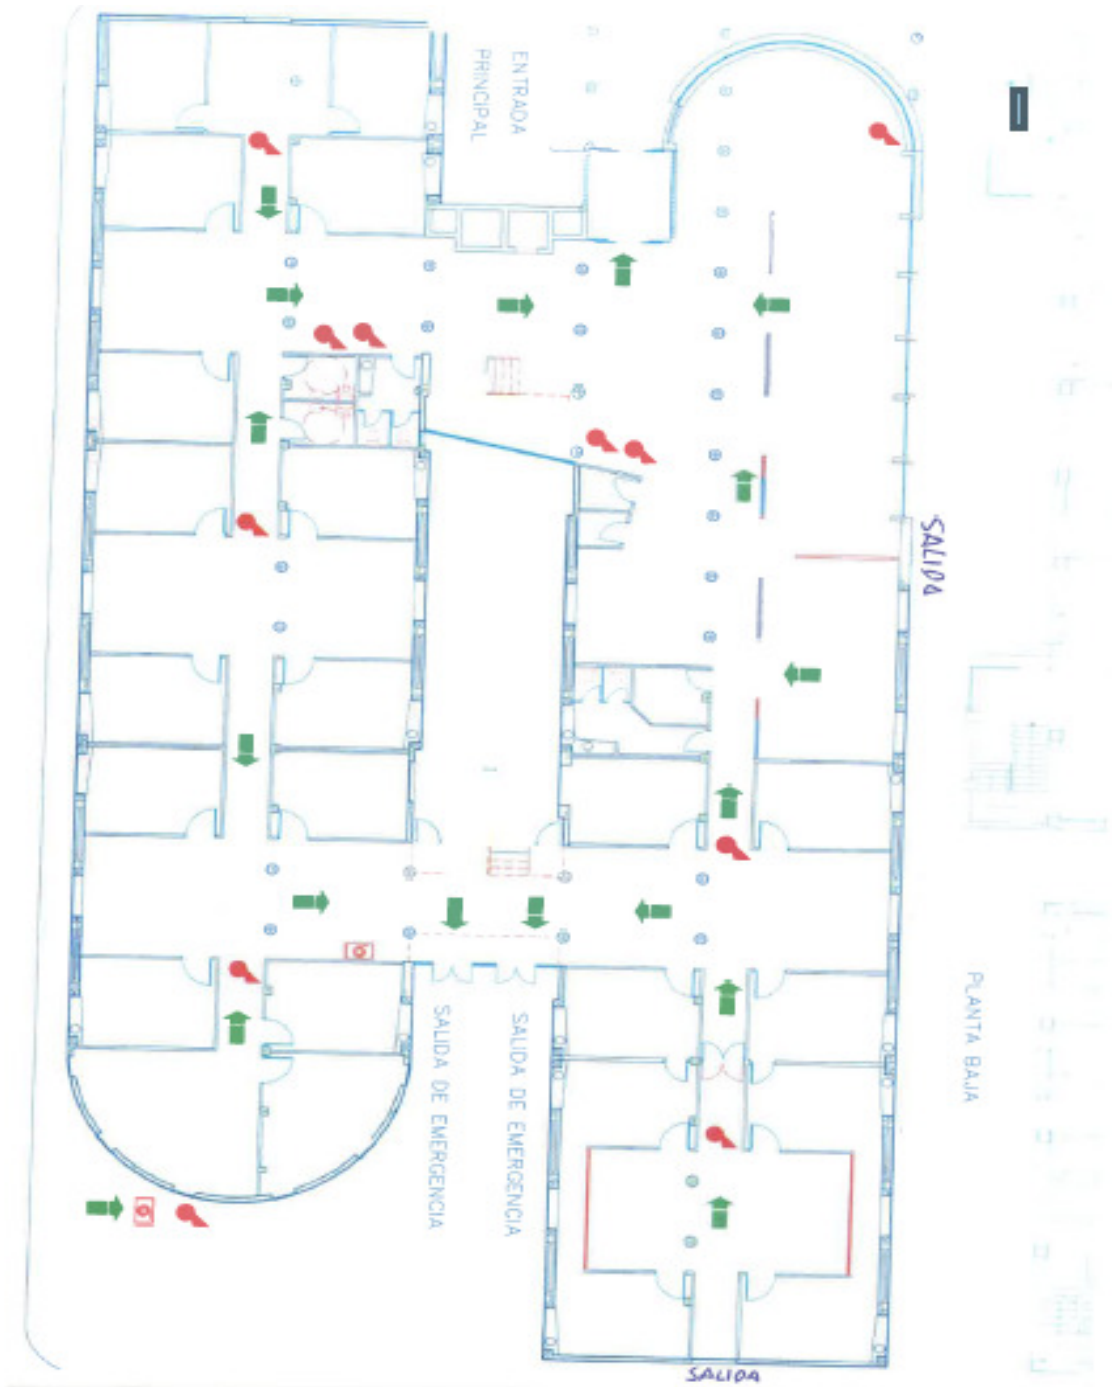 ENTRADA
PRINCIPAL
SALIDA
PLANTA BAJA
SALIDA DE EMERGENCIA
SALIDA DE EMERGENCIA
SALIDA